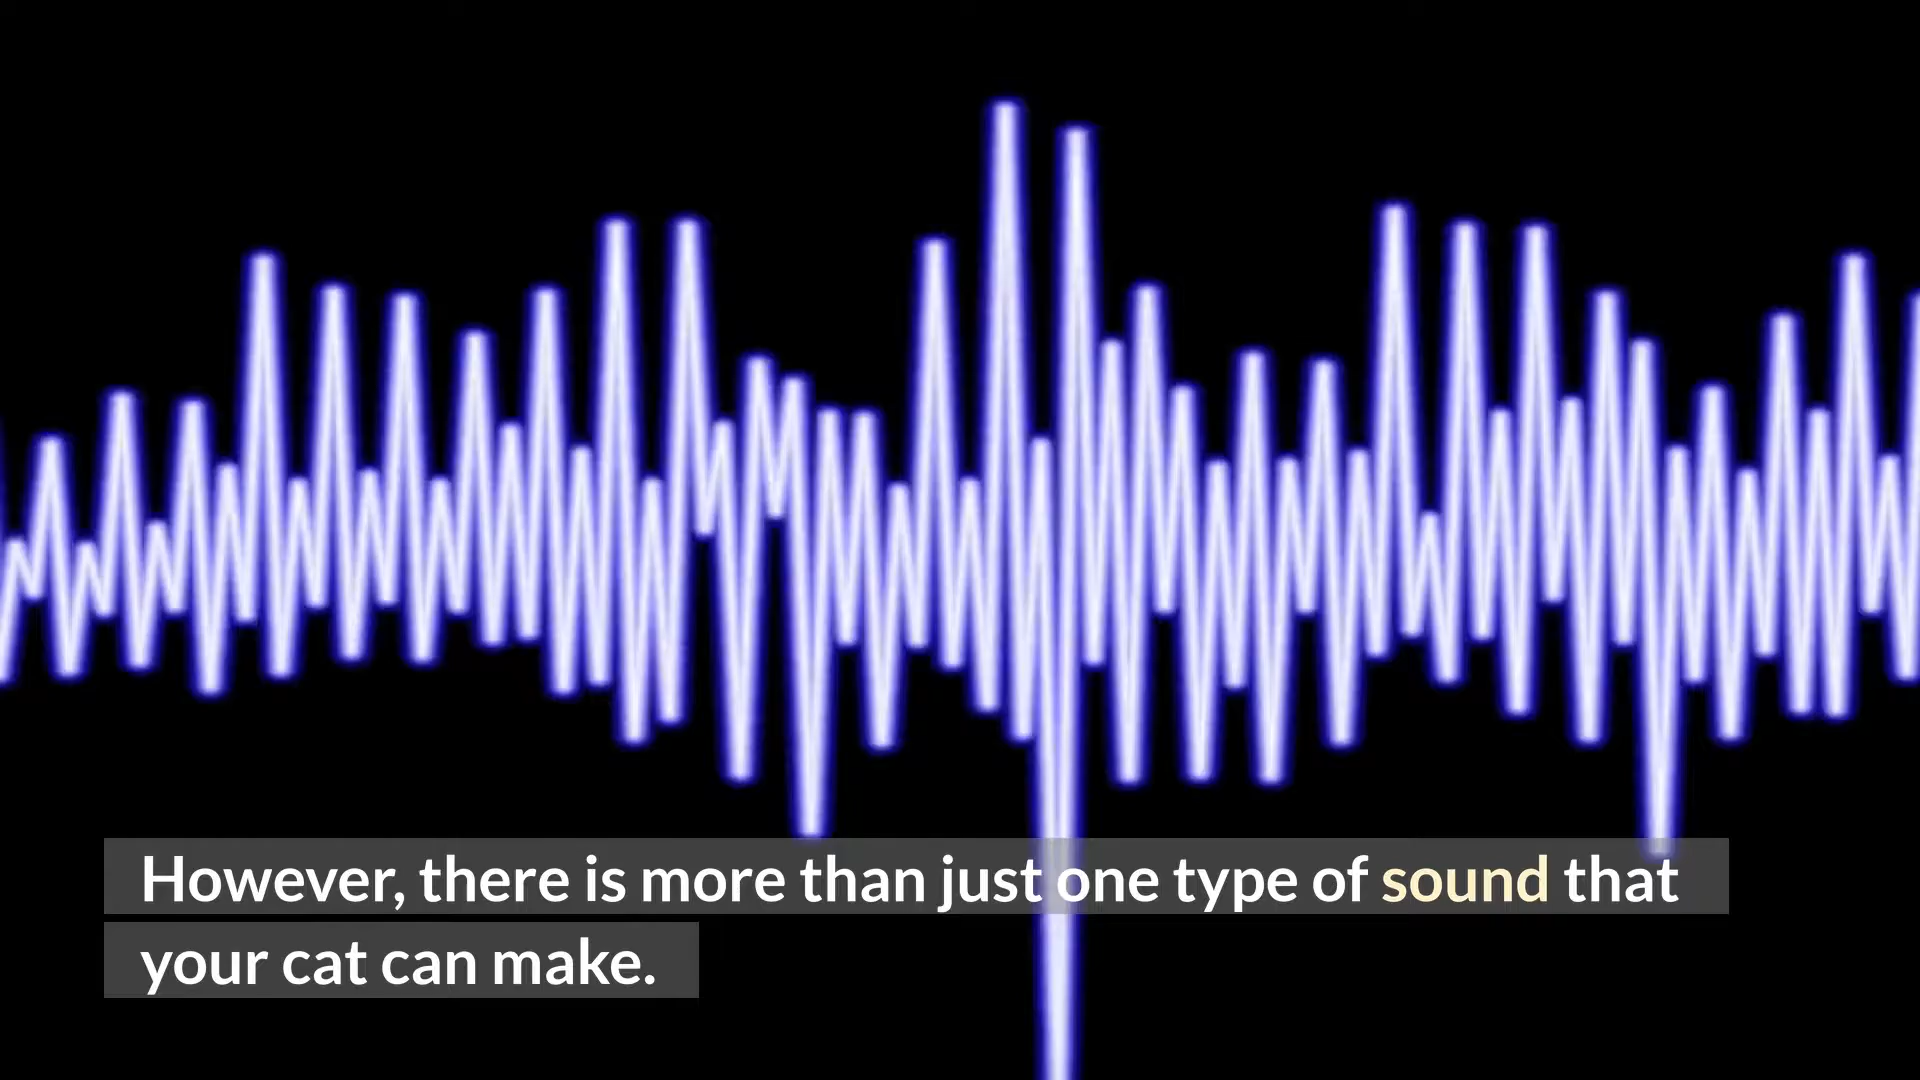 However, there is more than just one type of sound that
your cat can make.